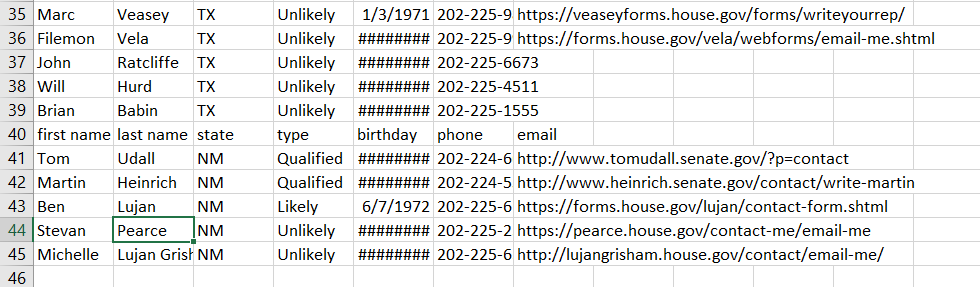 35 Marc Veasey TX Unlikely 1/3/1971 202-225-9 https://veaseyforms.house.gov/forms/writeyourrep/
36 Filemon Vela TX Unlikely ######## 202-225-9 https://forms.house.gov/vela/webforms/email-me.shtml
37 John Ratcliffe TX Unlikely ######## 202-225-6673
38 Will Hurd TX Unlikely ######## 202-225-4511
39 Brian Babin TX Unlikely ######## 202-225-1555
40 first name last name state type birthday phone email
41 Tom Udall NM Qualified ######## 202-224-6 http://www.tomudall.senate.gov/?p=contact
42 Martin Heinrich NM Qualified ######## 202-224-5 http://www.heinrich.senate.gov/contact/write-martin
43 Ben Lujan NM Likely 6/7/1972 202-225-6 https://forms.house.gov/lujan/contact-form.shtml
44 Stevan Pearce NM Unlikely ######## 202-225-2 https://pearce.house.gov/contact-me/email-me
45 Michelle Lujan Grish NM Unlikely ######## 202-225-6 http://lujangrisham.house.gov/contact/email-me/
46